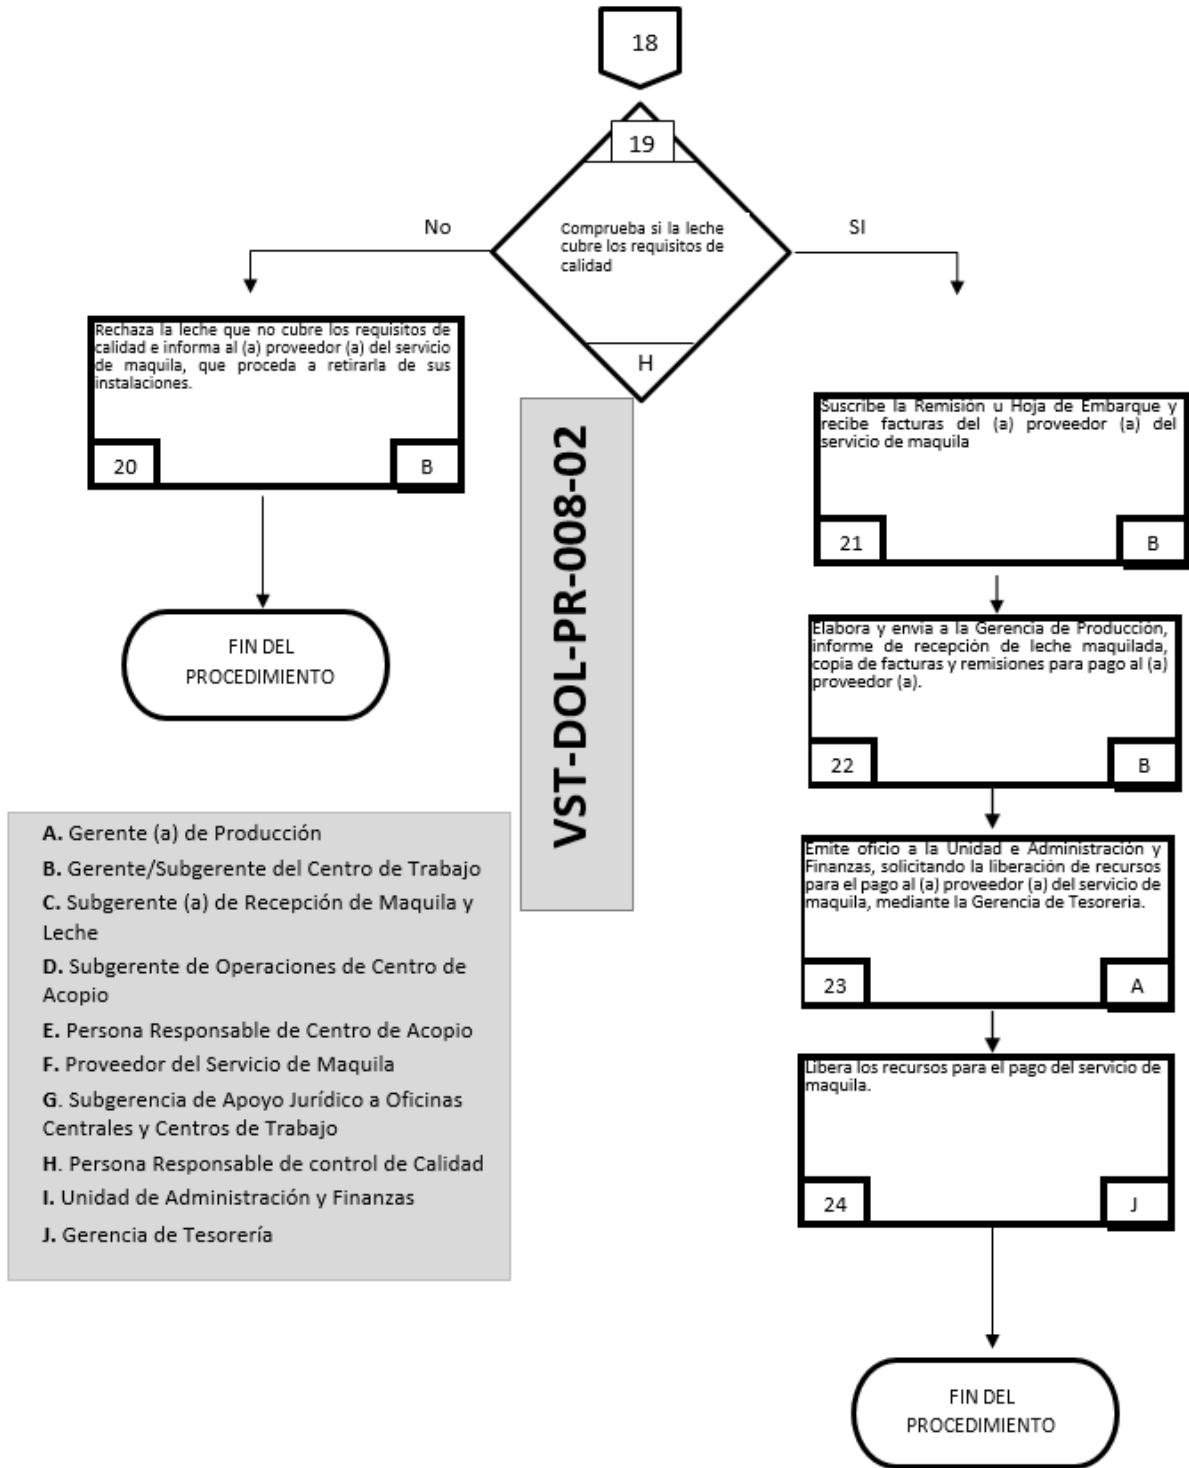 18
19
Comprueba si la leche
cubre los requisitos de
calidad
H
No
SI
Rechaza la leche que no cubre los requisitos de
calidad e informa al (a) proveedor (a) del servicio
de maquila, que proceda a retirarla de sus
instalaciones.
20
B
FIN DEL
PROCEDIMIENTO
VST-DOL-PR-008-02
Suscribe la Remisión u Hoja de Embarque y
recibe facturas del (a) proveedor (a) del
servicio de maquila
21
B
Elabora y envia a la Gerencia de Producción,
informe de recepción de leche maquilada,
copia de facturas y remisiones para pago al (a)
proveedor (a).
22
B
Emite oficio a la Unidad e Administración y
Finanzas, solicitando la liberación de recursos
para el pago al (a) proveedor (a) del servicio de
maquila, mediante la Gerencia de Tesoreria.
23
A
Libera los recursos para el pago del servicio de
maquila.
24
J
FIN DEL
PROCEDIMIENTO
A. Gerente (a) de Producción
B. Gerente/Subgerente del Centro de Trabajo
C. Subgerente (a) de Recepción de Maquila y
Leche
D. Subgerente de Operaciones de Centro de
Acopio
E. Persona Responsable de Centro de Acopio
F. Proveedor del Servicio de Maquila
G. Subgerencia de Apoyo Jurídico a Oficinas
Centrales y Centros de Trabajo
H. Persona Responsable de control de Calidad
I. Unidad de Administración y Finanzas
J. Gerencia de Tesorería